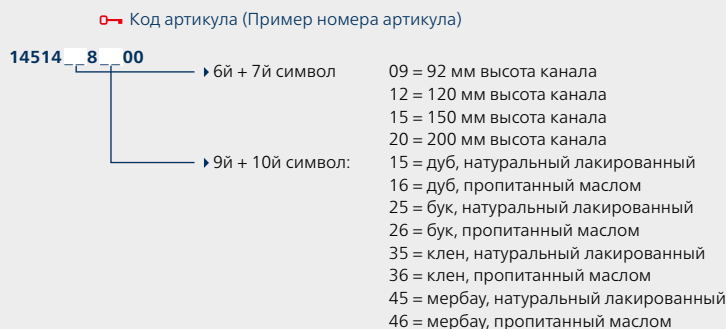 Код артикула (Пример номера артикула)
14514__8__00
6й + 7й символ
09 = 92 мм высота канала
12 = 120 мм высота канала
15 = 150 мм высота канала
20 = 200 мм высота канала
9й + 10й символ:
15 = дуб, натуральный лакированный
16 = дуб, пропитанный маслом
25 = бук, натуральный лакированный
26 = бук, пропитанный маслом
35 = клен, натуральный лакированный
36 = клен, пропитанный маслом
45 = мербау, натуральный лакированный
46 = мербау, пропитанный маслом